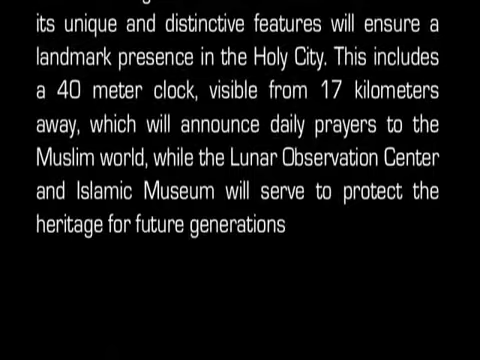 its unique and distinctive features will ensure a
landmark presence in the Holy City. This includes
a 40 meter clock, visible from 17 kilometers
away, which will announce daily prayers to the
Muslim world, while the Lunar Observation Center
and Islamic Museum will serve to protect the
heritage for future generations